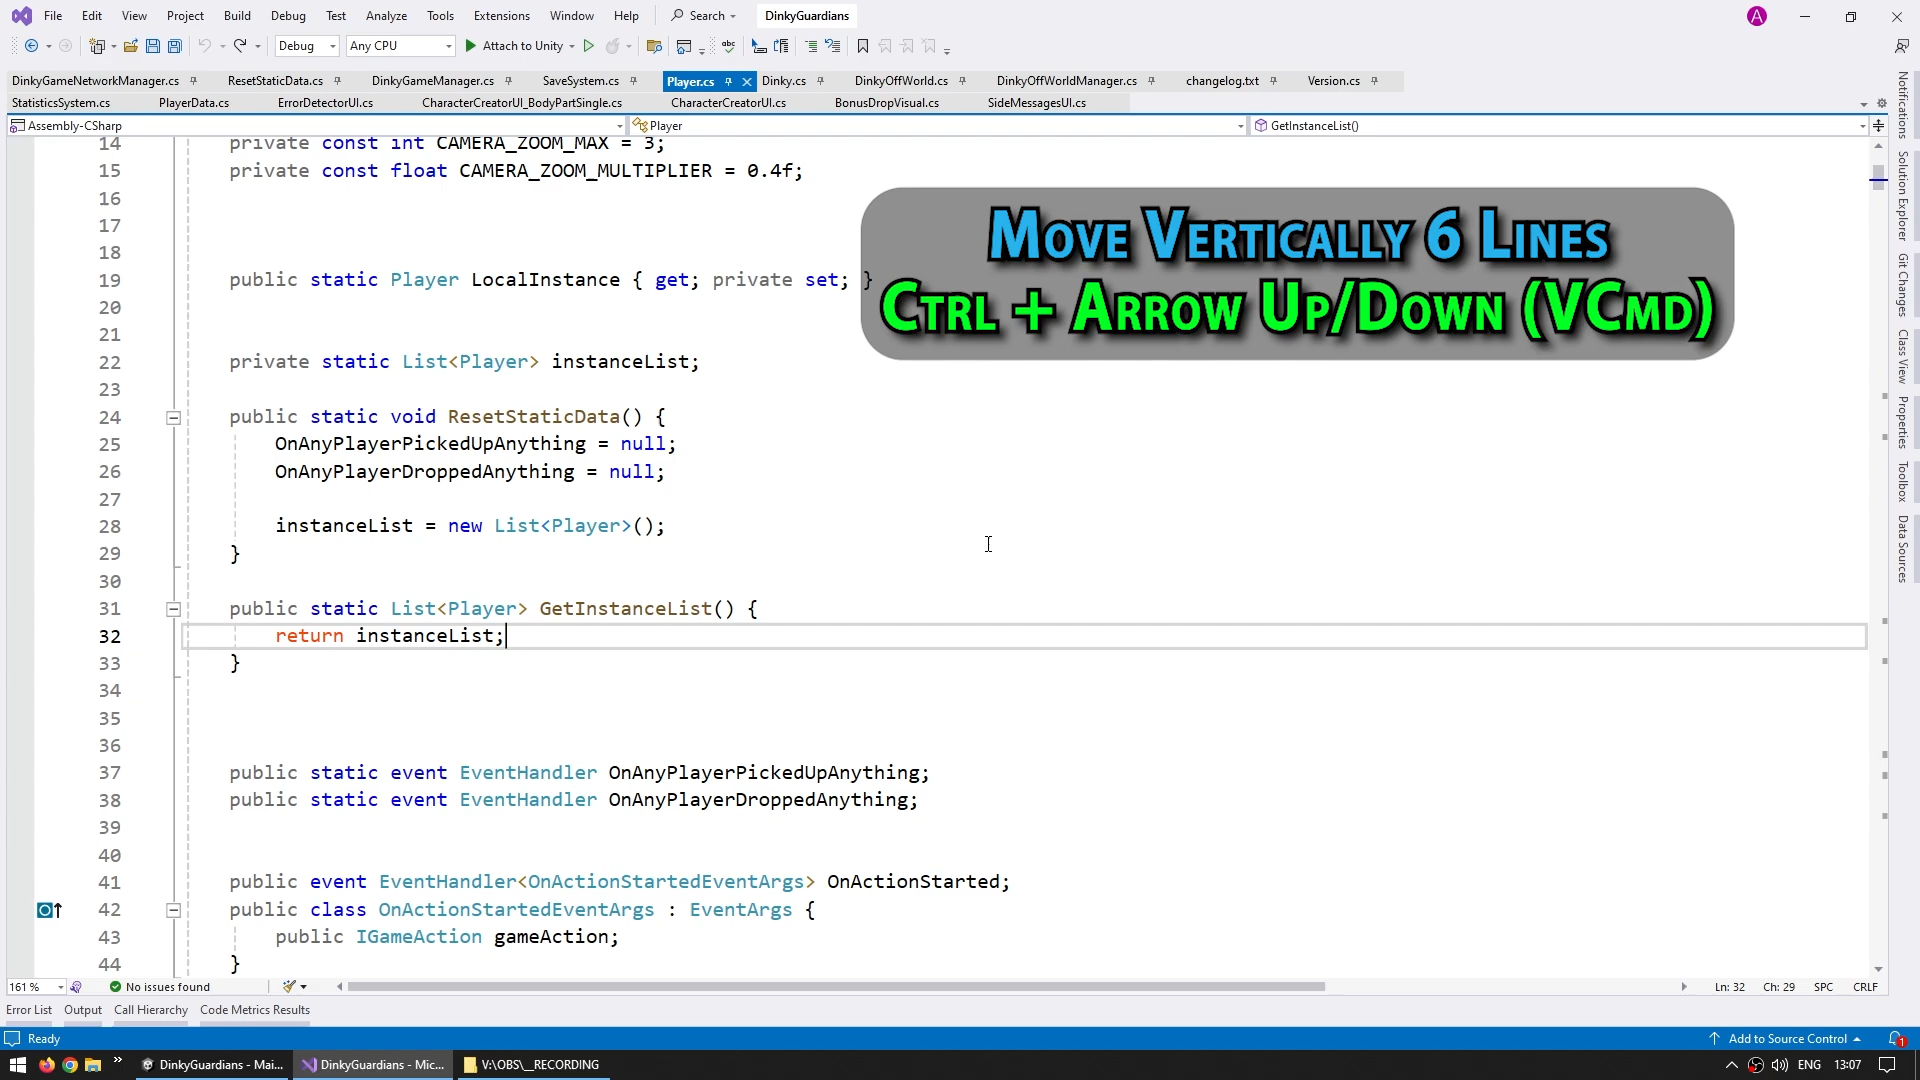 File Edit View Project Build Debug Test Analyze Tools Extensions Window Help Search DinkyGuardians A
Debug Any CPU Attach to Unity
DinkyGameNetworkManager.cs ResetStaticData.cs DinkyGameManager.cs SaveSystem.cs Player.cs Dinky.cs DinkyOffWorld.cs DinkyOffWorldManager.cs changelog.txt Version.cs
StatisticsSystem.cs PlayerData.cs ErrorDetectorUI.cs CharacterCreatorUI_BodyPartSingle.cs CharacterCreatorUI.cs BonusDropVisual.cs SideMessagesUI.cs
Assembly-CSharp Player GetInstanceList()
14 private const int CAMERA_ZOOM_MAX = 3;
15 private const float CAMERA_ZOOM_MULTIPLIER = 0.4f;
16
17
18
19 public static Player LocalInstance { get; private set; }
20
21
22 private static List<Player> instanceList;
23
24 public static void ResetStaticData() {
25 OnAnyPlayerPickedUpAnything = null;
26 OnAnyPlayerDroppedAnything = null;
27
28 instanceList = new List<Player>();
29 }
30
31 public static List<Player> GetInstanceList() {
32 return instanceList;
33 }
34
35
36
37 public static event EventHandler OnAnyPlayerPickedUpAnything;
38 public static event EventHandler OnAnyPlayerDroppedAnything;
39
40
41 public event EventHandler<OnActionStartedEventArgs> OnActionStarted;
42 public class OnActionStartedEventArgs : EventArgs {
43 public IGameAction gameAction;
44 }
Move Vertically 6 Lines
Ctrl + Arrow Up/Down (VCmd)
Notifications
Solution Explorer
Git Changes
Class View
Properties
Toolbox
Data Sources
161 % No issues found Ln: 32 Ch: 29 SPC CRLF
Error List Output Call Hierarchy Code Metrics Results
Ready Add to Source Control 1
DinkyGuardians - Mai... DinkyGuardians - Mic... V:\OBS\__RECORDING ENG 13:07